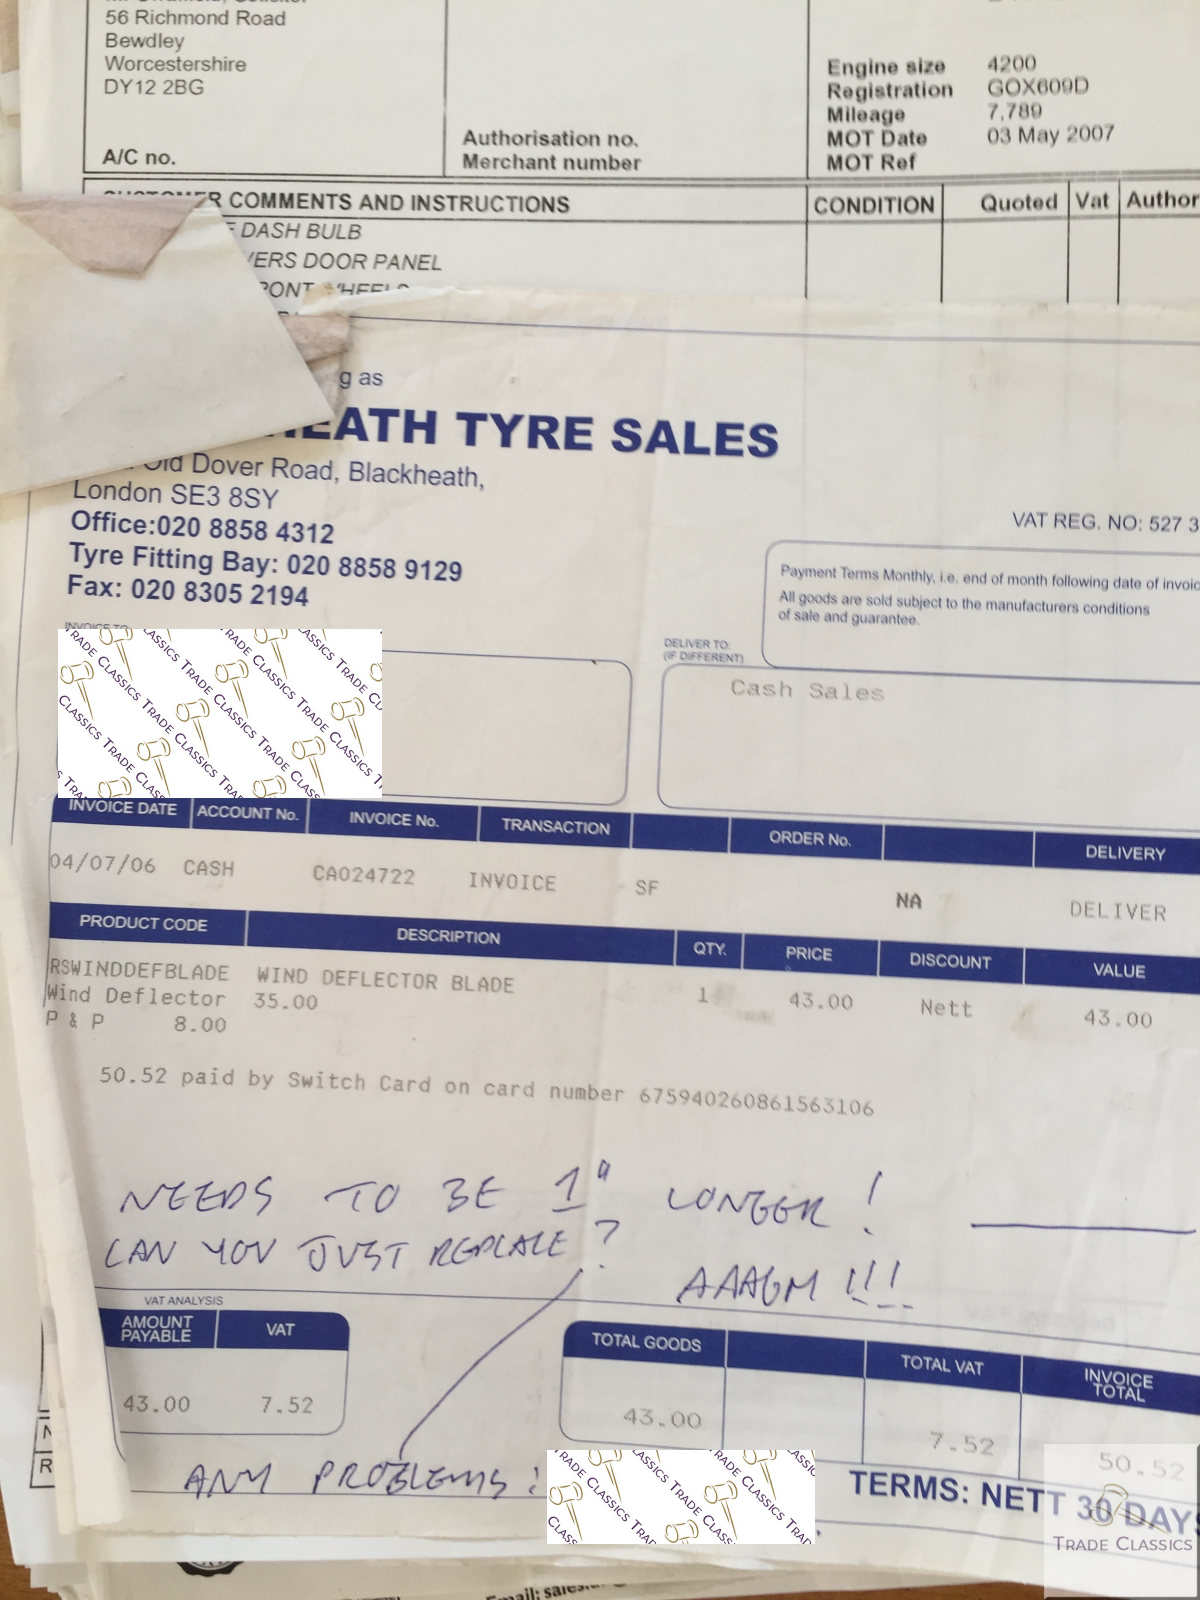 56 Richmond Road
Bewdley
Worcestershire
DY12 2BG
A/C no.
Authorisation no.
Merchant number
Engine size 4200
Registration GOX609D
Mileage 7,789
MOT Date 03 May 2007
MOT Ref
CUSTOMER COMMENTS AND INSTRUCTIONS CONDITION Quoted Vat Author
DASH BULB
VERS DOOR PANEL
RONT WHEELS
g as
HEATH TYRE SALES
Old Dover Road, Blackheath,
London SE3 8SY
Office:020 8858 4312
Tyre Fitting Bay: 020 8858 9129
Fax: 020 8305 2194
VAT REG. NO: 527 3
Payment Terms Monthly, i.e. end of month following date of invoic
All goods are sold subject to the manufacturers conditions
of sale and guarantee.
INVOICE TO:
DELIVER TO:
(IF DIFFERENT)
Cash Sales
INVOICE DATE ACCOUNT No. INVOICE No. TRANSACTION ORDER No. DELIVERY
04/07/06 CASH CA024722 INVOICE SF NA DELIVER
PRODUCT CODE DESCRIPTION QTY. PRICE DISCOUNT VALUE
RSWINDDEFBLADE WIND DEFLECTOR BLADE 1 43.00 Nett 43.00
Wind Deflector 35.00
P & P 8.00
50.52 paid by Switch Card on card number 675940260861563106
NEEDS TO BE 1" LONGER!
CAN YOU JUST REPLACE?
AAAGM!!!
VAT ANALYSIS
AMOUNT PAYABLE VAT
43.00 7.52
TOTAL GOODS TOTAL VAT INVOICE TOTAL
43.00 7.52 50.52
ANY PROBLEMS:
TERMS: NETT 30 DAYS
TRADE CLASSICS
Email: sales